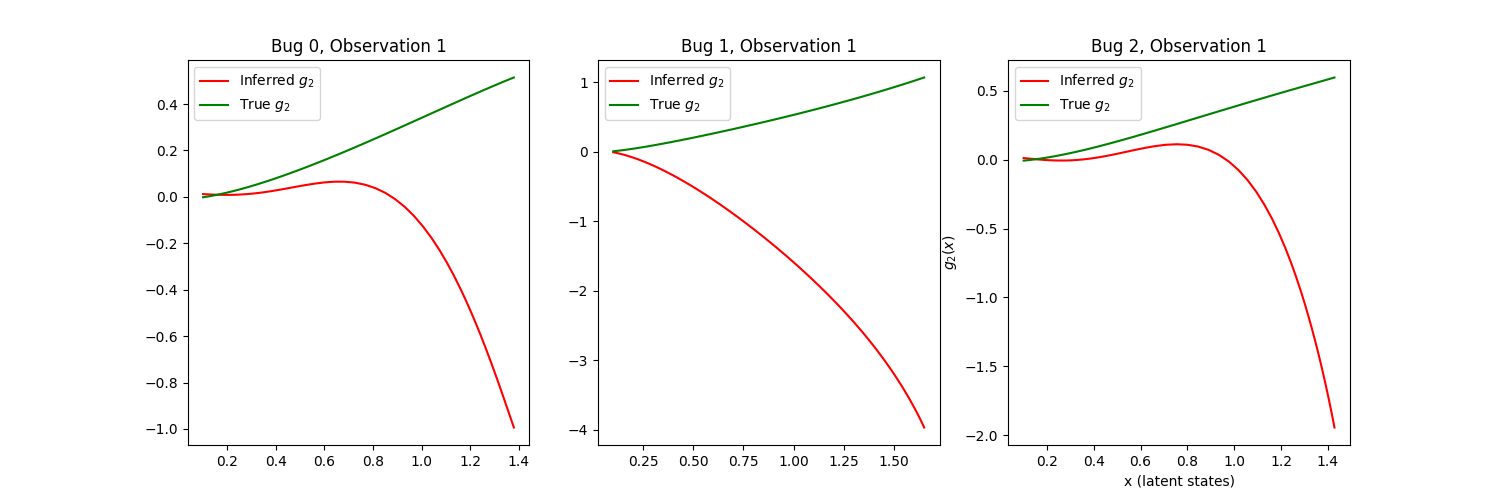 Bug 0, Observation 1
Inferred g₂
True g₂
0.4
0.2
0.0
−0.2
−0.4
−0.6
−0.8
−1.0
0.2 0.4 0.6 0.8 1.0 1.2 1.4
Bug 1, Observation 1
Inferred g₂
True g₂
1
0
−1
−2
−3
−4
0.25 0.50 0.75 1.00 1.25 1.50
Bug 2, Observation 1
Inferred g₂
True g₂
g₂(x)
0.5
0.0
−0.5
−1.0
−1.5
−2.0
0.2 0.4 0.6 0.8 1.0 1.2 1.4
x (latent states)